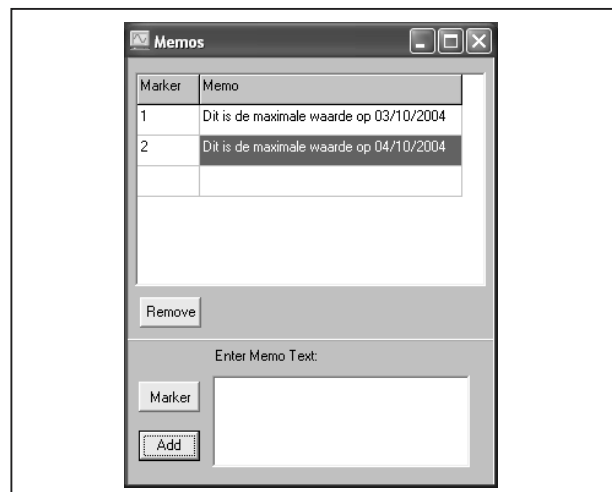 Memos
Marker Memo
1 Dit is de maximale waarde op 03/10/2004
2 Dit is de maximale waarde op 04/10/2004
Remove
Enter Memo Text:
Marker
Add